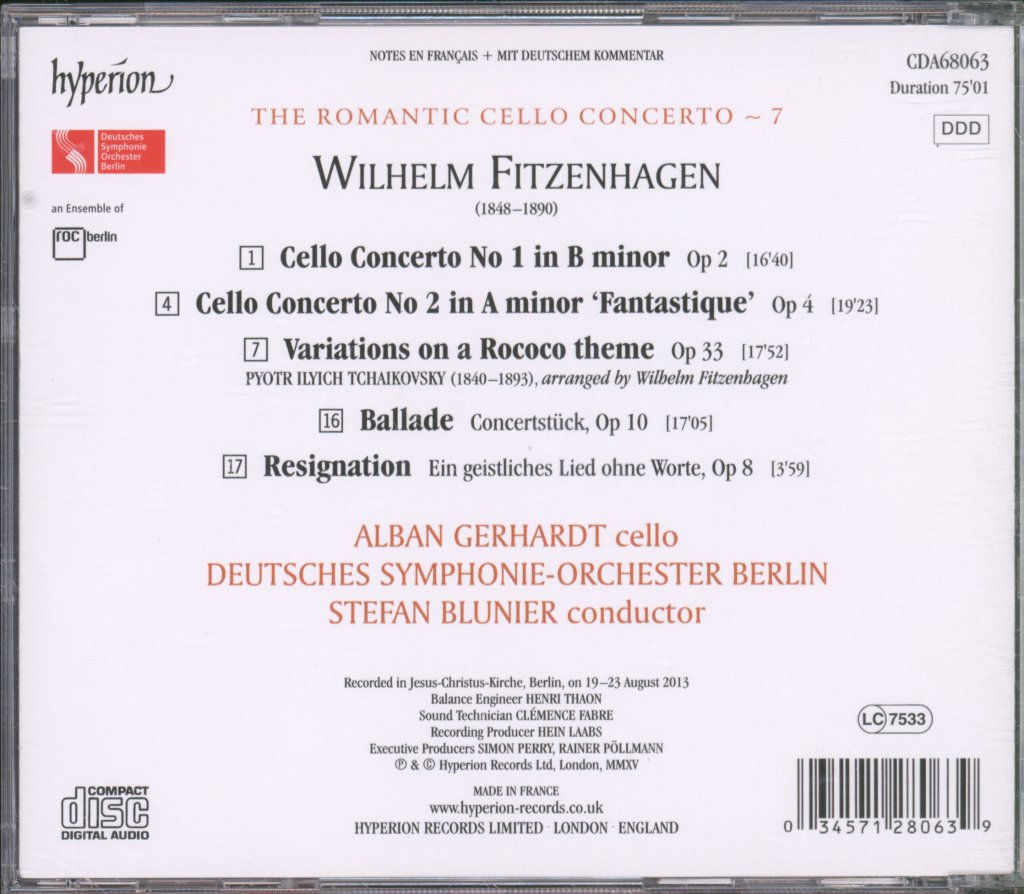 NOTES EN FRANÇAIS + MIT DEUTSCHEM KOMMENTAR
hyperion
CDA68063
Duration 75'01
DDD
THE ROMANTIC CELLO CONCERTO ~ 7
Deutsches
Symphonie
Orchester
Berlin
WILHELM FITZENHAGEN
(1848–1890)
an Ensemble of
roc berlin
1 Cello Concerto No 1 in B minor Op 2 [16'40]
4 Cello Concerto No 2 in A minor ‘Fantastique’ Op 4 [19'23]
7 Variations on a Rococo theme Op 33 [17'52]
PYOTR ILYICH TCHAIKOVSKY (1840–1893), arranged by Wilhelm Fitzenhagen
16 Ballade Concertstück, Op 10 [17'05]
17 Resignation Ein geistliches Lied ohne Worte, Op 8 [3'59]
ALBAN GERHARDT cello
DEUTSCHES SYMPHONIE-ORCHESTER BERLIN
STEFAN BLUNIER conductor
Recorded in Jesus-Christus-Kirche, Berlin, on 19–23 August 2013
Balance Engineer HENRI THAON
Sound Technician CLÉMENCE FABRE
Recording Producer HEIN LAABS
Executive Producers SIMON PERRY, RAINER PÖLLMANN
℗ & © Hyperion Records Ltd, London, MMXV
LC 7533
MADE IN FRANCE
www.hyperion-records.co.uk
HYPERION RECORDS LIMITED · LONDON · ENGLAND
COMPACT
disc
DIGITAL AUDIO
0 34571 28063 9